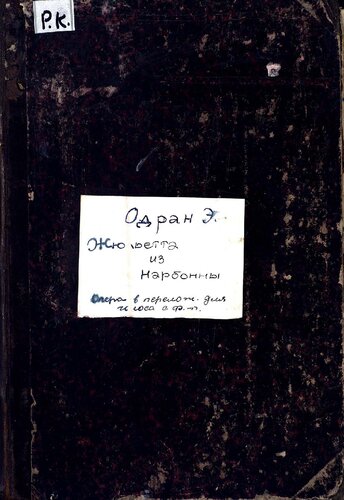 Р.К.
Одран Э.
Жюльетта
из
Нарбонны
Опера в перелож. для
голоса с ф-п.